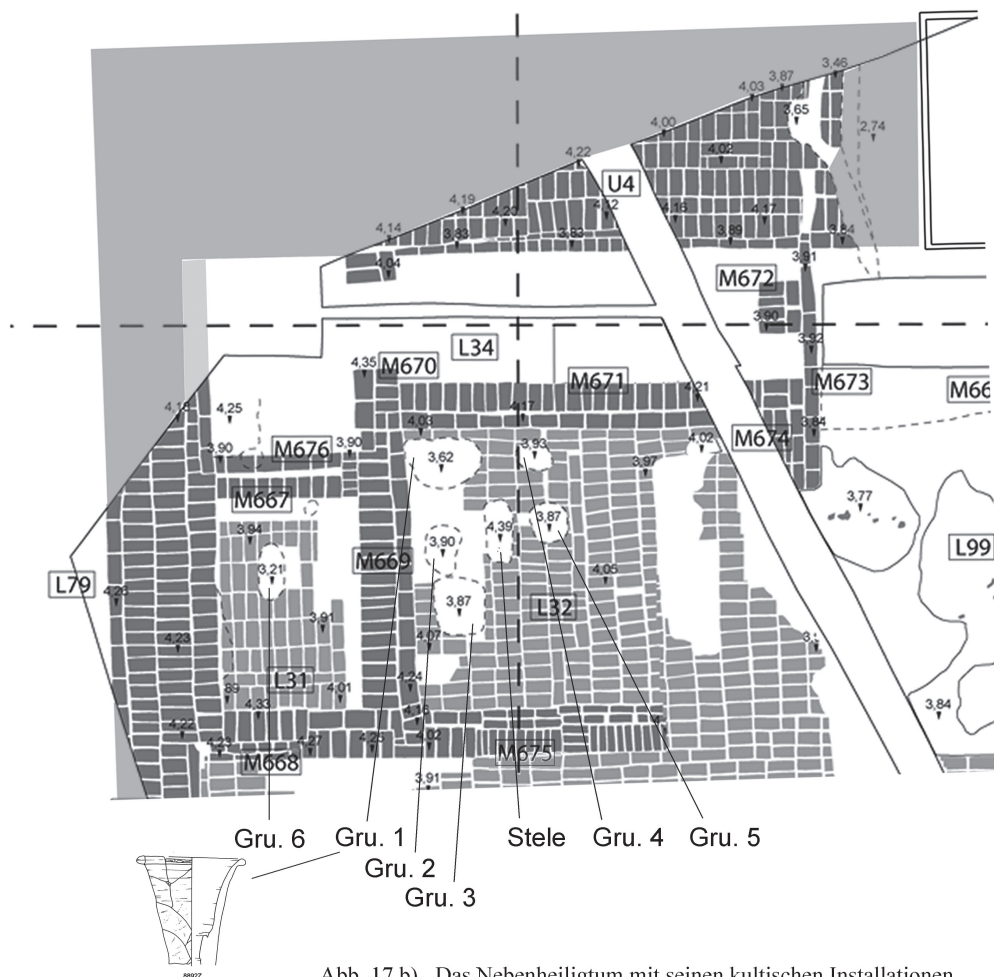 3,46
3,87
4,03
3,65
4,00
2,74
4,02
4,22
U4
4,19
4,20
4,16
4,17
4,14
3,83
3,83
3,89
3,84
4,04
3,91
M672
3,90
3,92
L34
4,35
M670
M671
4,21
M673
M66
4,25
4,17
4,03
3,84
M674
3,90
M676
3,90
3,62
3,93
4,02
3,97
M667
3,77
3,94
3,90
4,39
3,87
L99
L79
3,21
M669
4,05
4,26
3,87
L32
3,91
4,07
4,23
L31
4,24
89
4,01
4,33
4,16
3,84
4,22
4,23
4,27
4,02
M668
M675
3,91
Gru. 6
Gru. 1
Stele
Gru. 4
Gru. 5
Gru. 2
Gru. 3
Abb. 17 b) Das Nebenheiligtum mit seinen kultischen Installationen